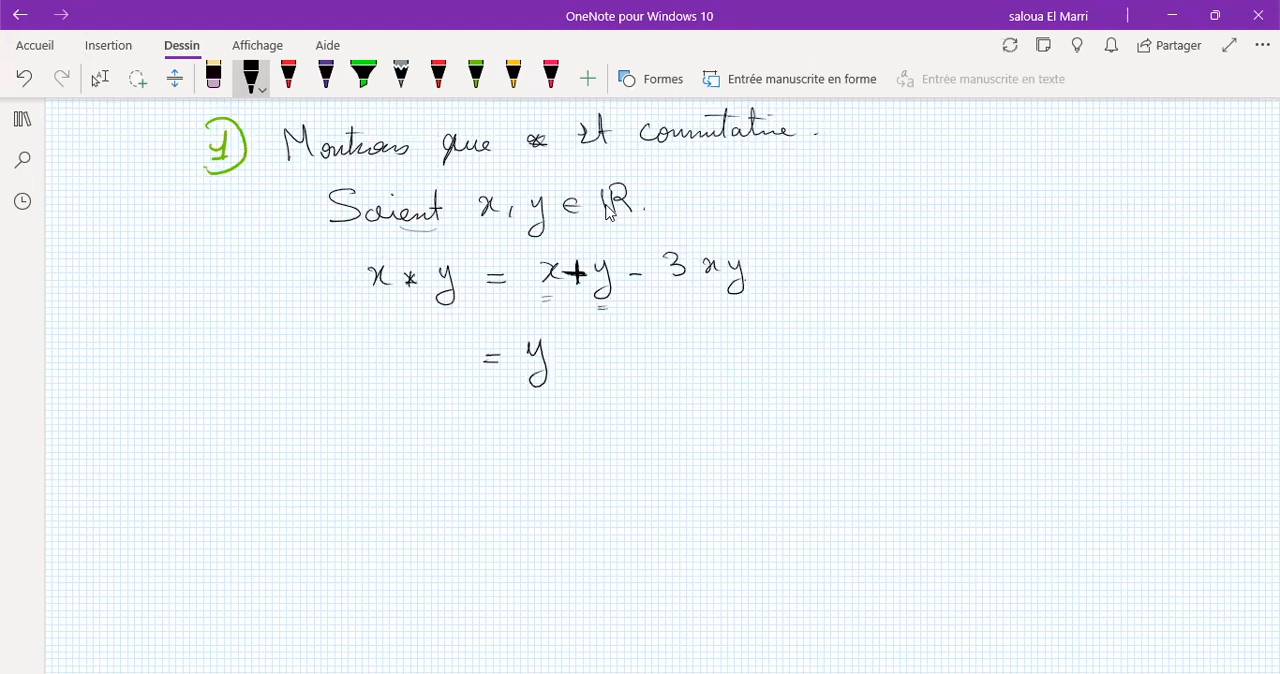 OneNote pour Windows 10
saloua El Marri
Accueil Insertion Dessin Affichage Aide Partager
Formes Entrée manuscrite en forme Entrée manuscrite en texte
1 Montrons que * est commutative.
Soient x, y ∈ ℝ.
x * y = x + y - 3xy
= y